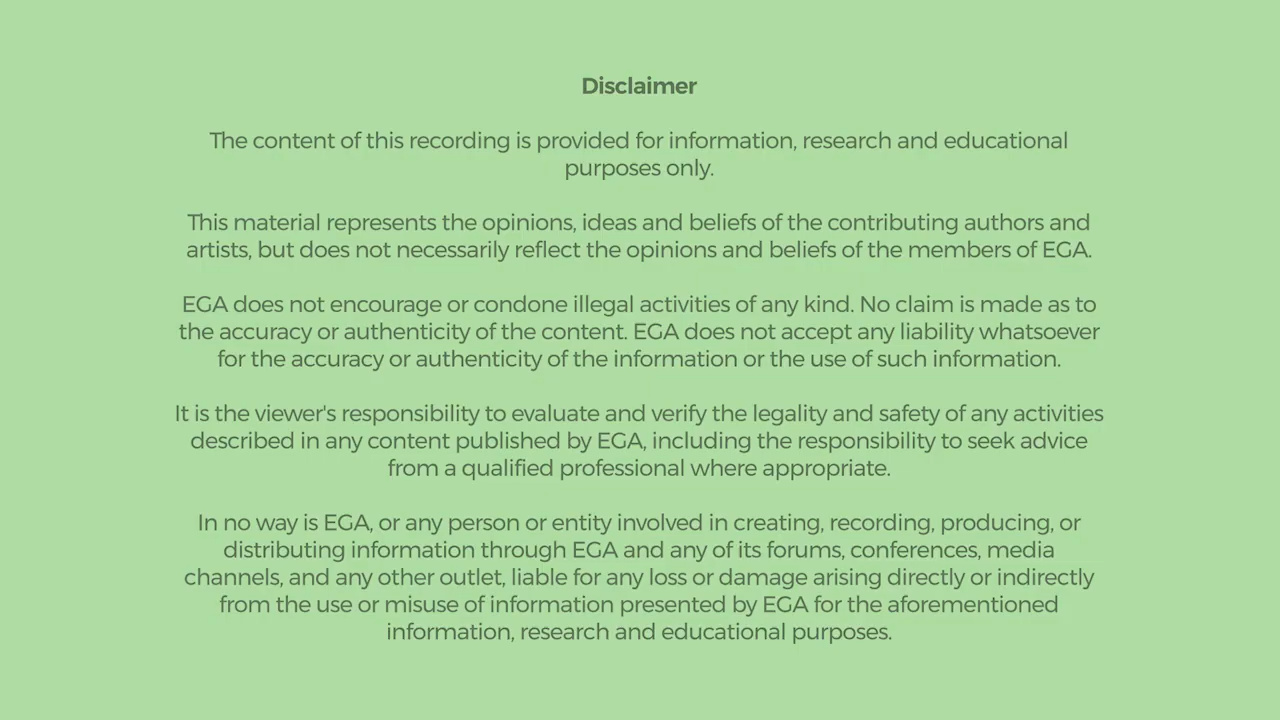 Disclaimer
The content of this recording is provided for information, research and educational
purposes only.
This material represents the opinions, ideas and beliefs of the contributing authors and
artists, but does not necessarily reflect the opinions and beliefs of the members of EGA.
EGA does not encourage or condone illegal activities of any kind. No claim is made as to
the accuracy or authenticity of the content. EGA does not accept any liability whatsoever
for the accuracy or authenticity of the information or the use of such information.
It is the viewer's responsibility to evaluate and verify the legality and safety of any activities
described in any content published by EGA, including the responsibility to seek advice
from a qualified professional where appropriate.
In no way is EGA, or any person or entity involved in creating, recording, producing, or
distributing information through EGA and any of its forums, conferences, media
channels, and any other outlet, liable for any loss or damage arising directly or indirectly
from the use or misuse of information presented by EGA for the aforementioned
information, research and educational purposes.